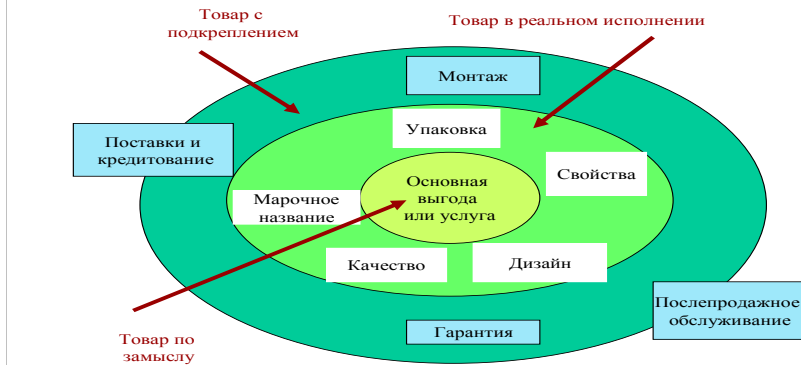 Товар с
подкреплением
Товар в реальном исполнении
Монтаж
Упаковка
Поставки и
кредитование
Свойства
Основная
выгода
или услуга
Марочное
название
Качество
Дизайн
Послепродажное
обслуживание
Гарантия
Товар по
замыслу